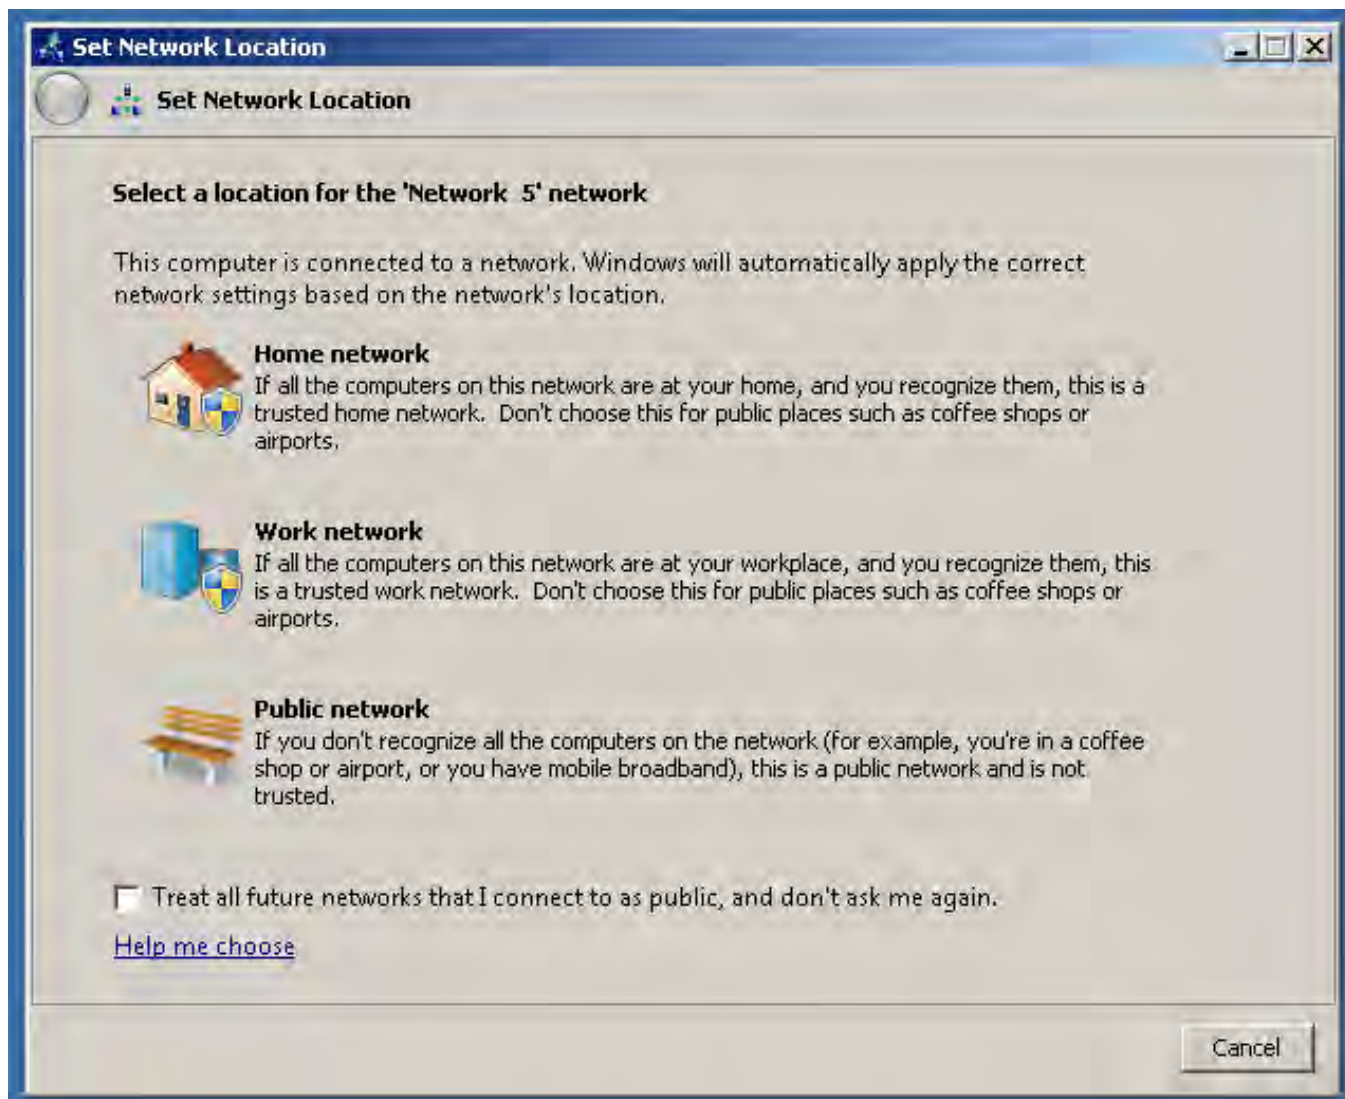 Set Network Location
Set Network Location
Select a location for the 'Network  5' network
This computer is connected to a network. Windows will automatically apply the correct
network settings based on the network's location.
Home network
If all the computers on this network are at your home, and you recognize them, this is a
trusted home network.  Don't choose this for public places such as coffee shops or
airports.
Work network
If all the computers on this network are at your workplace, and you recognize them, this
is a trusted work network.  Don't choose this for public places such as coffee shops or
airports.
Public network
If you don't recognize all the computers on the network (for example, you're in a coffee
shop or airport, or you have mobile broadband), this is a public network and is not
trusted.
Treat all future networks that I connect to as public, and don't ask me again.
Help me choose
Cancel